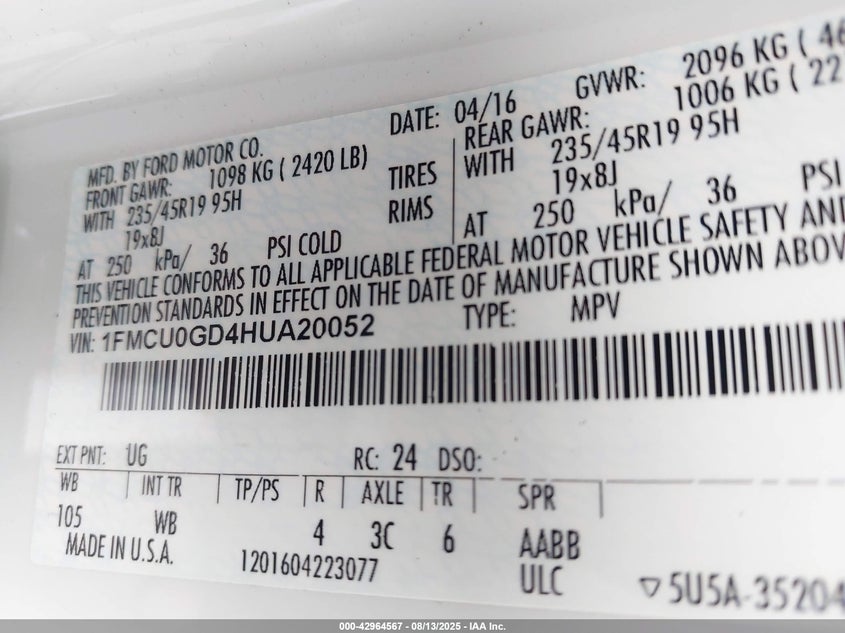 MFD. BY FORD MOTOR CO.
DATE: 04/16
GVWR: 2096 KG ( 46
FRONT GAWR: 1098 KG ( 2420 LB)
REAR GAWR: 1006 KG ( 22
WITH 235/45R19 95H
TIRES
WITH 235/45R19 95H
19x8J
RIMS
19x8J
AT 250 kPa/ 36 PSI COLD
AT 250 kPa/ 36 PSI
THIS VEHICLE CONFORMS TO ALL APPLICABLE FEDERAL MOTOR VEHICLE SAFETY AND
PREVENTION STANDARDS IN EFFECT ON THE DATE OF MANUFACTURE SHOWN ABOV
VIN: 1FMCU0GD4HUA20052
TYPE: MPV
EXT PNT: UG
RC: 24 DSO:
WB INT TR TP/PS R AXLE TR SPR
105 WB 4 3C 6 AABB
MADE IN U.S.A.
1201604223077
ULC
▽5U5A-35204
000-42964567 - 08/13/2025 - IAA Inc.